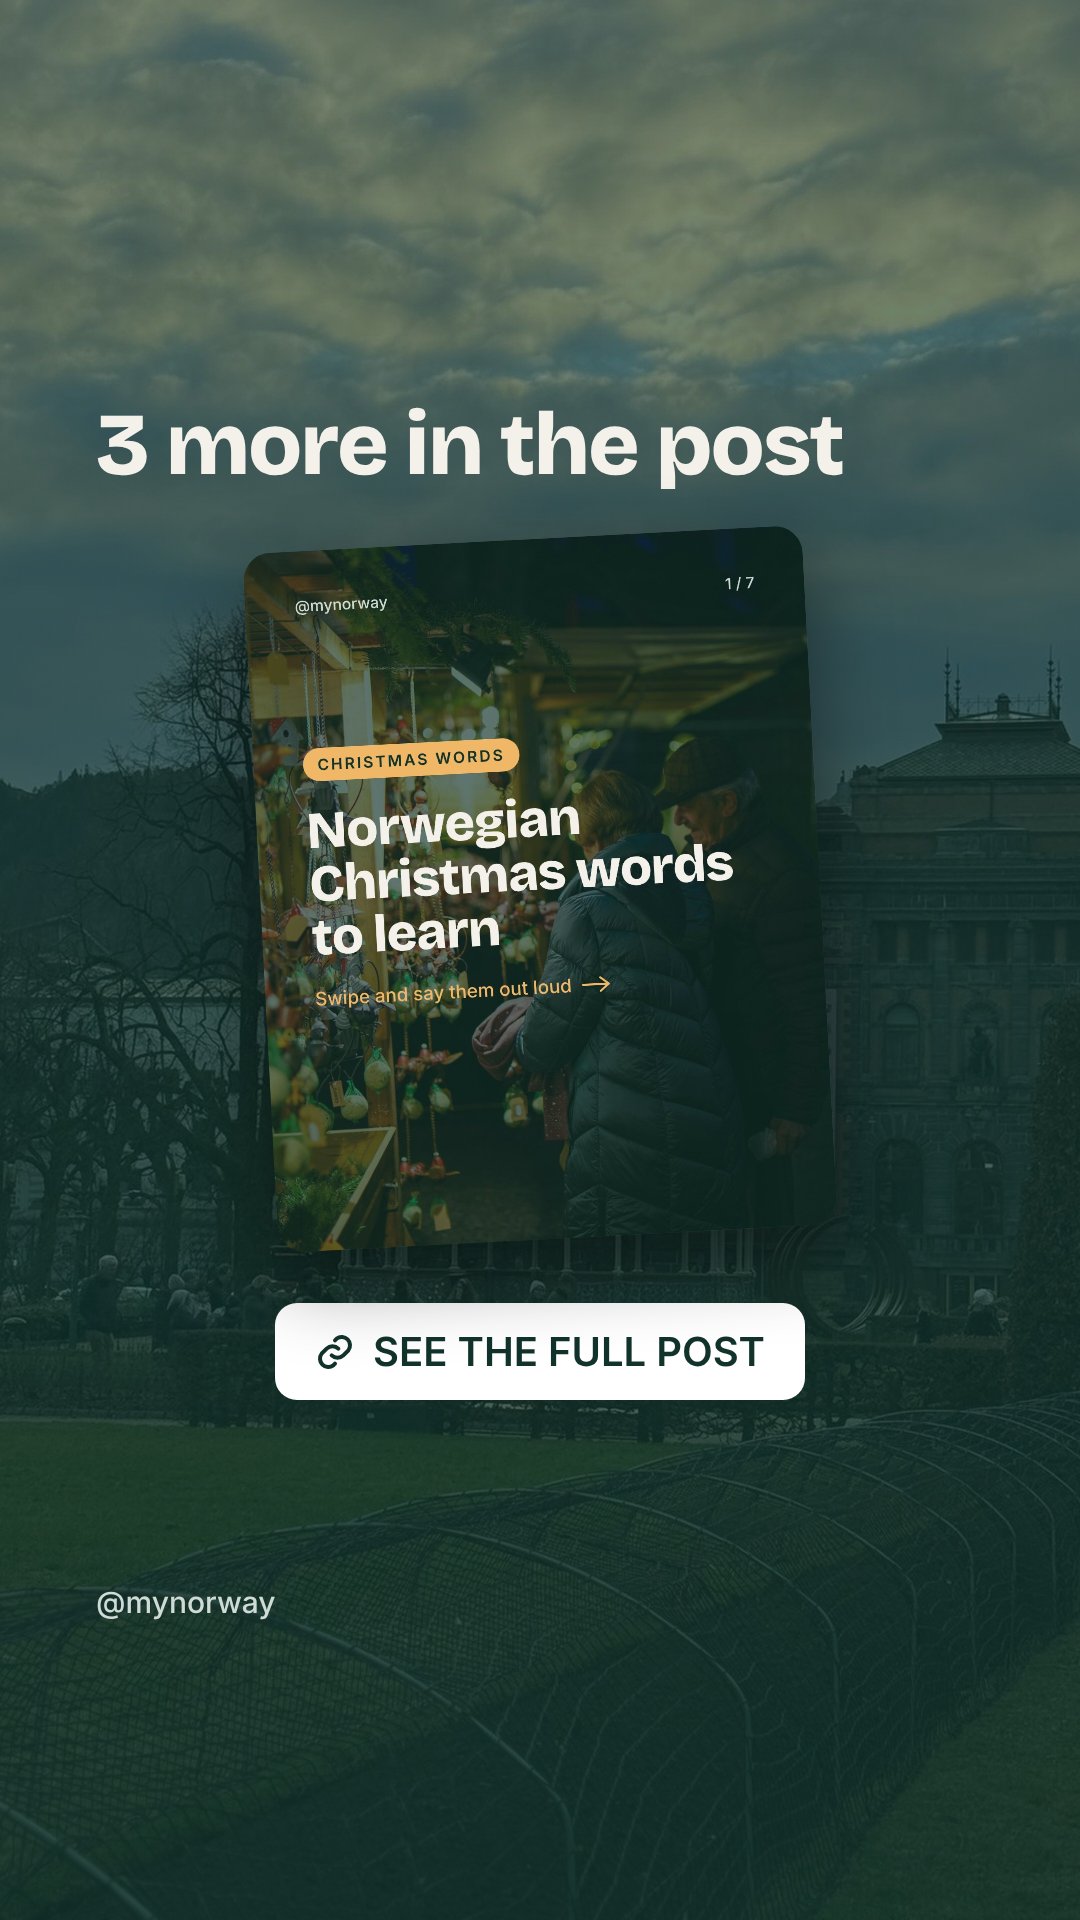 3 more in the post
@mynorway
1 / 7
CHRISTMAS WORDS
Norwegian
Christmas words
to learn
Swipe and say them out loud →
SEE THE FULL POST
@mynorway